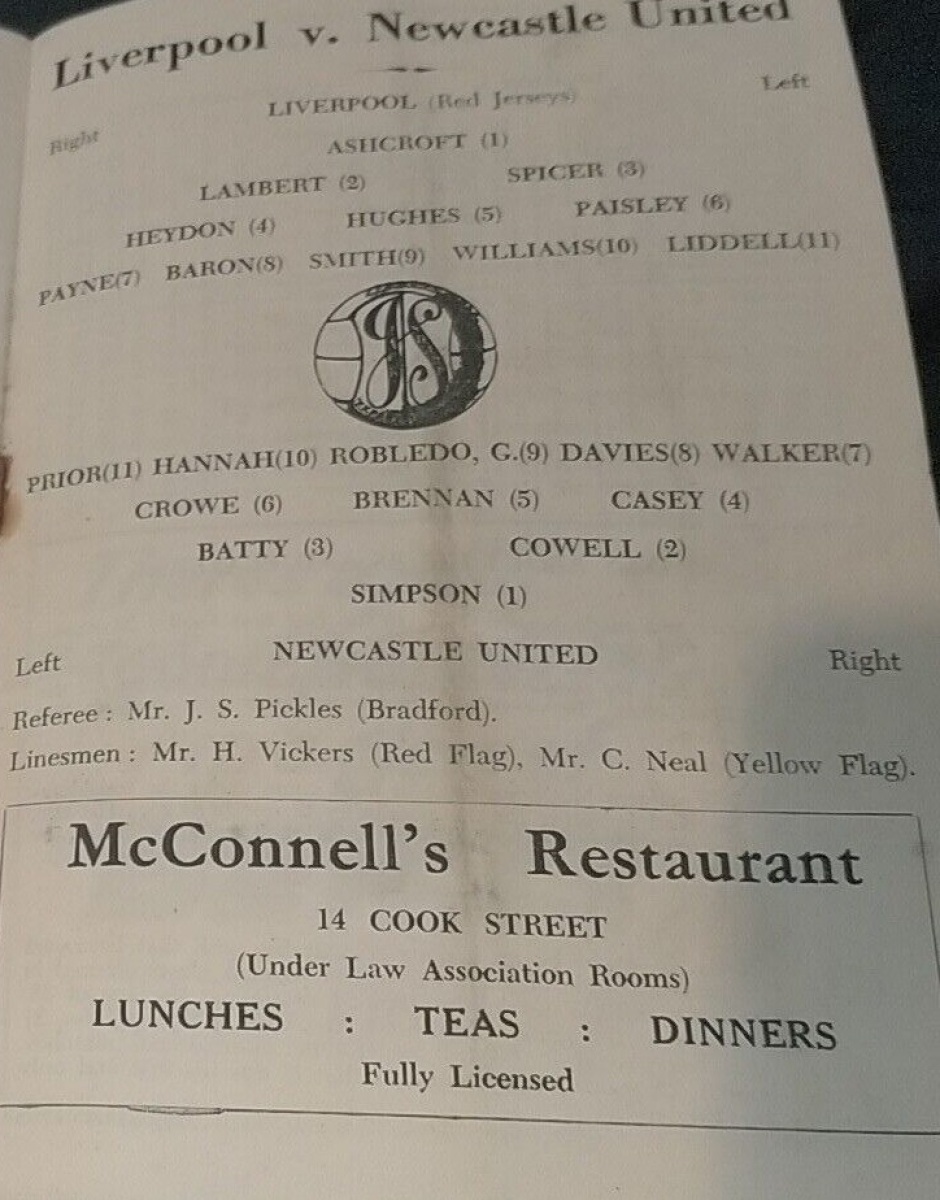 Liverpool v. Newcastle United
LIVERPOOL (Red Jerseys)
Left
Right
ASHCROFT (1)
LAMBERT (2) SPICER (3)
HEYDON (4) HUGHES (5) PAISLEY (6)
PAYNE(7) BARON(8) SMITH(9) WILLIAMS(10) LIDDELL(11)
PRIOR(11) HANNAH(10) ROBLEDO, G.(9) DAVIES(8) WALKER(7)
CROWE (6) BRENNAN (5) CASEY (4)
BATTY (3) COWELL (2)
SIMPSON (1)
Left NEWCASTLE UNITED Right
Referee : Mr. J. S. Pickles (Bradford).
Linesmen : Mr. H. Vickers (Red Flag), Mr. C. Neal (Yellow Flag).
McConnell's Restaurant
14 COOK STREET
(Under Law Association Rooms)
LUNCHES : TEAS : DINNERS
Fully Licensed